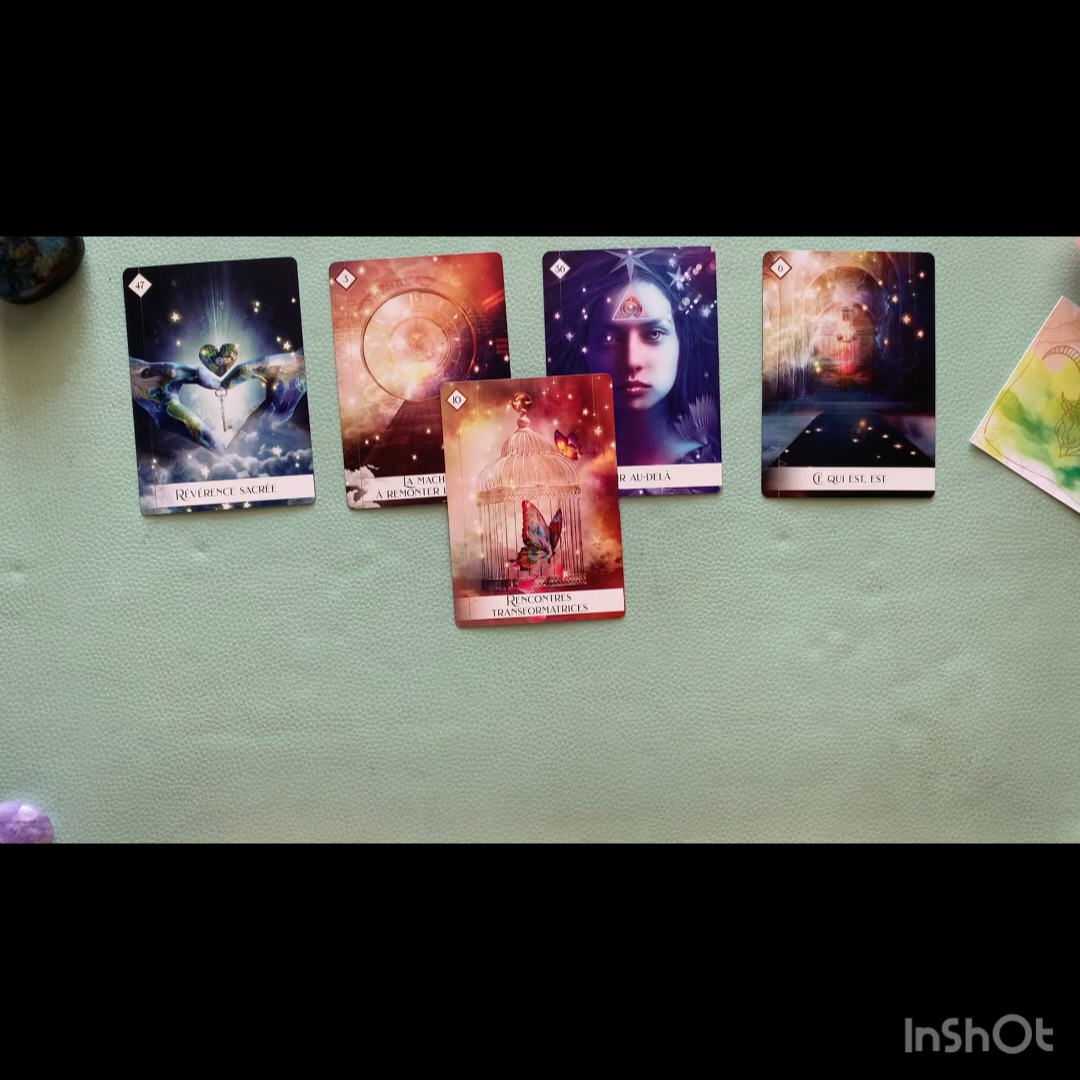 47
RÉVÉRENCE SACRÉE
3
LA MACH
À REMONTER
36
R AU-DELÀ
6
CE QUI EST, EST
10
RENCONTRES
TRANSFORMATRICES
InShOt